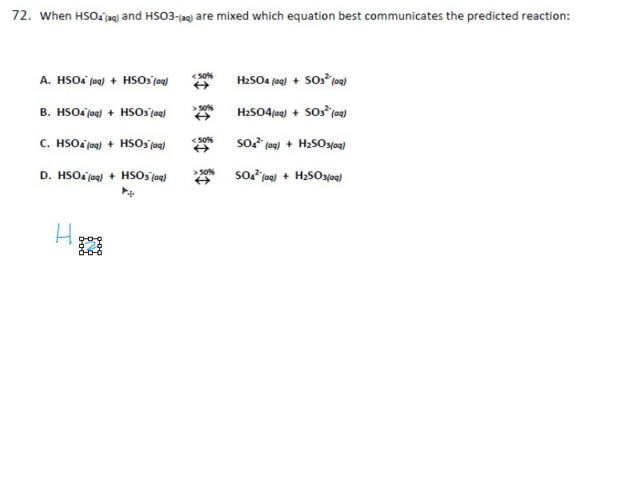 72. When HSO₄⁻(aq) and HSO3-(aq) are mixed which equation best communicates the predicted reaction:
A. HSO₄⁻(aq) + HSO₃⁻(aq) <50% ↔ H₂SO₄ (aq) + SO₃²⁻(aq)
B. HSO₄⁻(aq) + HSO₃⁻(aq) >50% ↔ H₂SO4(aq) + SO₃²⁻(aq)
C. HSO₄⁻(aq) + HSO₃⁻(aq) <50% ↔ SO₄²⁻(aq) + H₂SO₃(aq)
D. HSO₄⁻(aq) + HSO₃⁻(aq) >50% ↔ SO₄²⁻(aq) + H₂SO₃(aq)
H₂